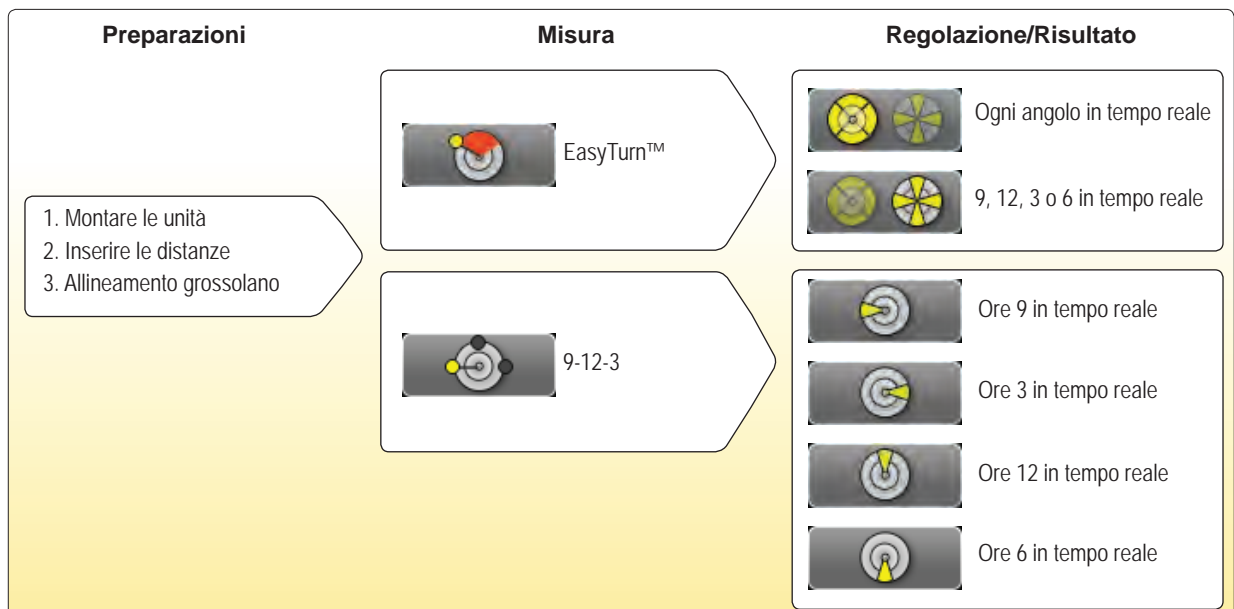 Preparazioni
Misura
Regolazione/Risultato
1. Montare le unità
2. Inserire le distanze
3. Allineamento grossolano
EasyTurn™
9-12-3
Ogni angolo in tempo reale
9, 12, 3 o 6 in tempo reale
Ore 9 in tempo reale
Ore 3 in tempo reale
Ore 12 in tempo reale
Ore 6 in tempo reale